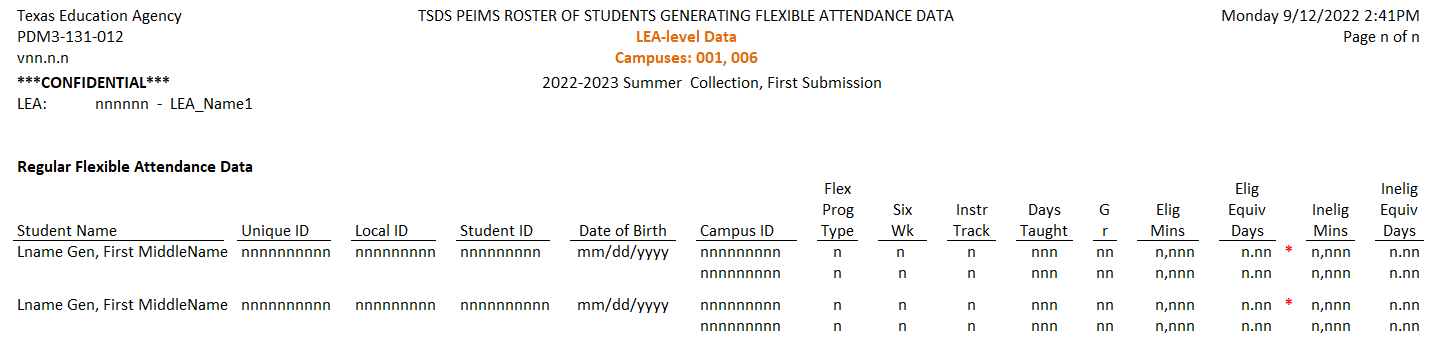 Texas Education Agency TSDS PEIMS ROSTER OF STUDENTS GENERATING FLEXIBLE ATTENDANCE DATA Monday 9/12/2022 2:41PM
PDM3-131-012 LEA-level Data Page n of n
vnn.n.n Campuses: 001, 006
***CONFIDENTIAL*** 2022-2023 Summer Collection, First Submission
LEA: nnnnnn - LEA_Name1
Regular Flexible Attendance Data
Flex Elig Inelig
Prog Six Instr Days G Elig Equiv Inelig Equiv
Student Name Unique ID Local ID Student ID Date of Birth Campus ID Type Wk Track Taught r Mins Days Mins Days
Lname Gen, First MiddleName nnnnnnnnnn nnnnnnnnn nnnnnnnnn mm/dd/yyyy nnnnnnnnn n n n nnn nn n,nnn n.nn * n,nnn n.nn
nnnnnnnnn n n n nnn nn n,nnn n.nn n,nnn n.nn
Lname Gen, First MiddleName nnnnnnnnnn nnnnnnnnn nnnnnnnnnn mm/dd/yyyy nnnnnnnnn n n n nnn nn n,nnn n.nn * n,nnn n.nn
nnnnnnnnn n n n nnn nn n,nnn n.nn n,nnn n.nn